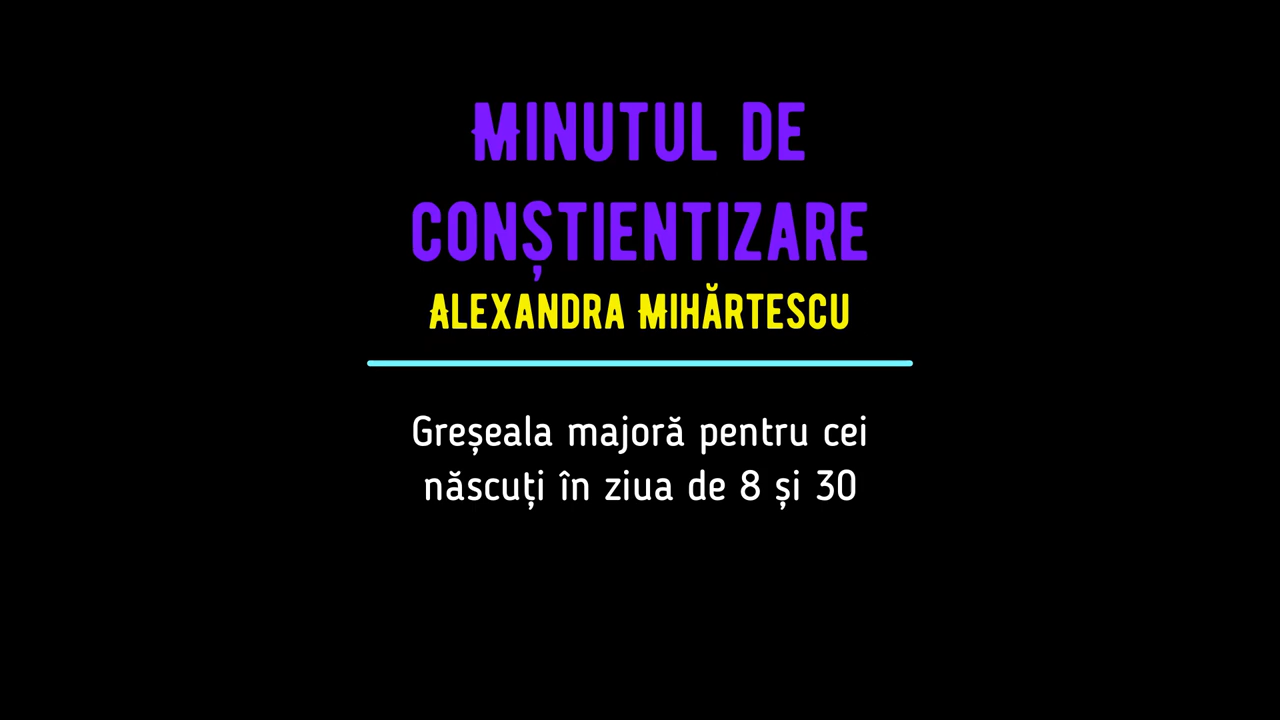 MINUTUL DE
CONȘTIENTIZARE
ALEXANDRA MIHĂRTESCU
Greșeala majoră pentru cei
născuți în ziua de 8 și 30